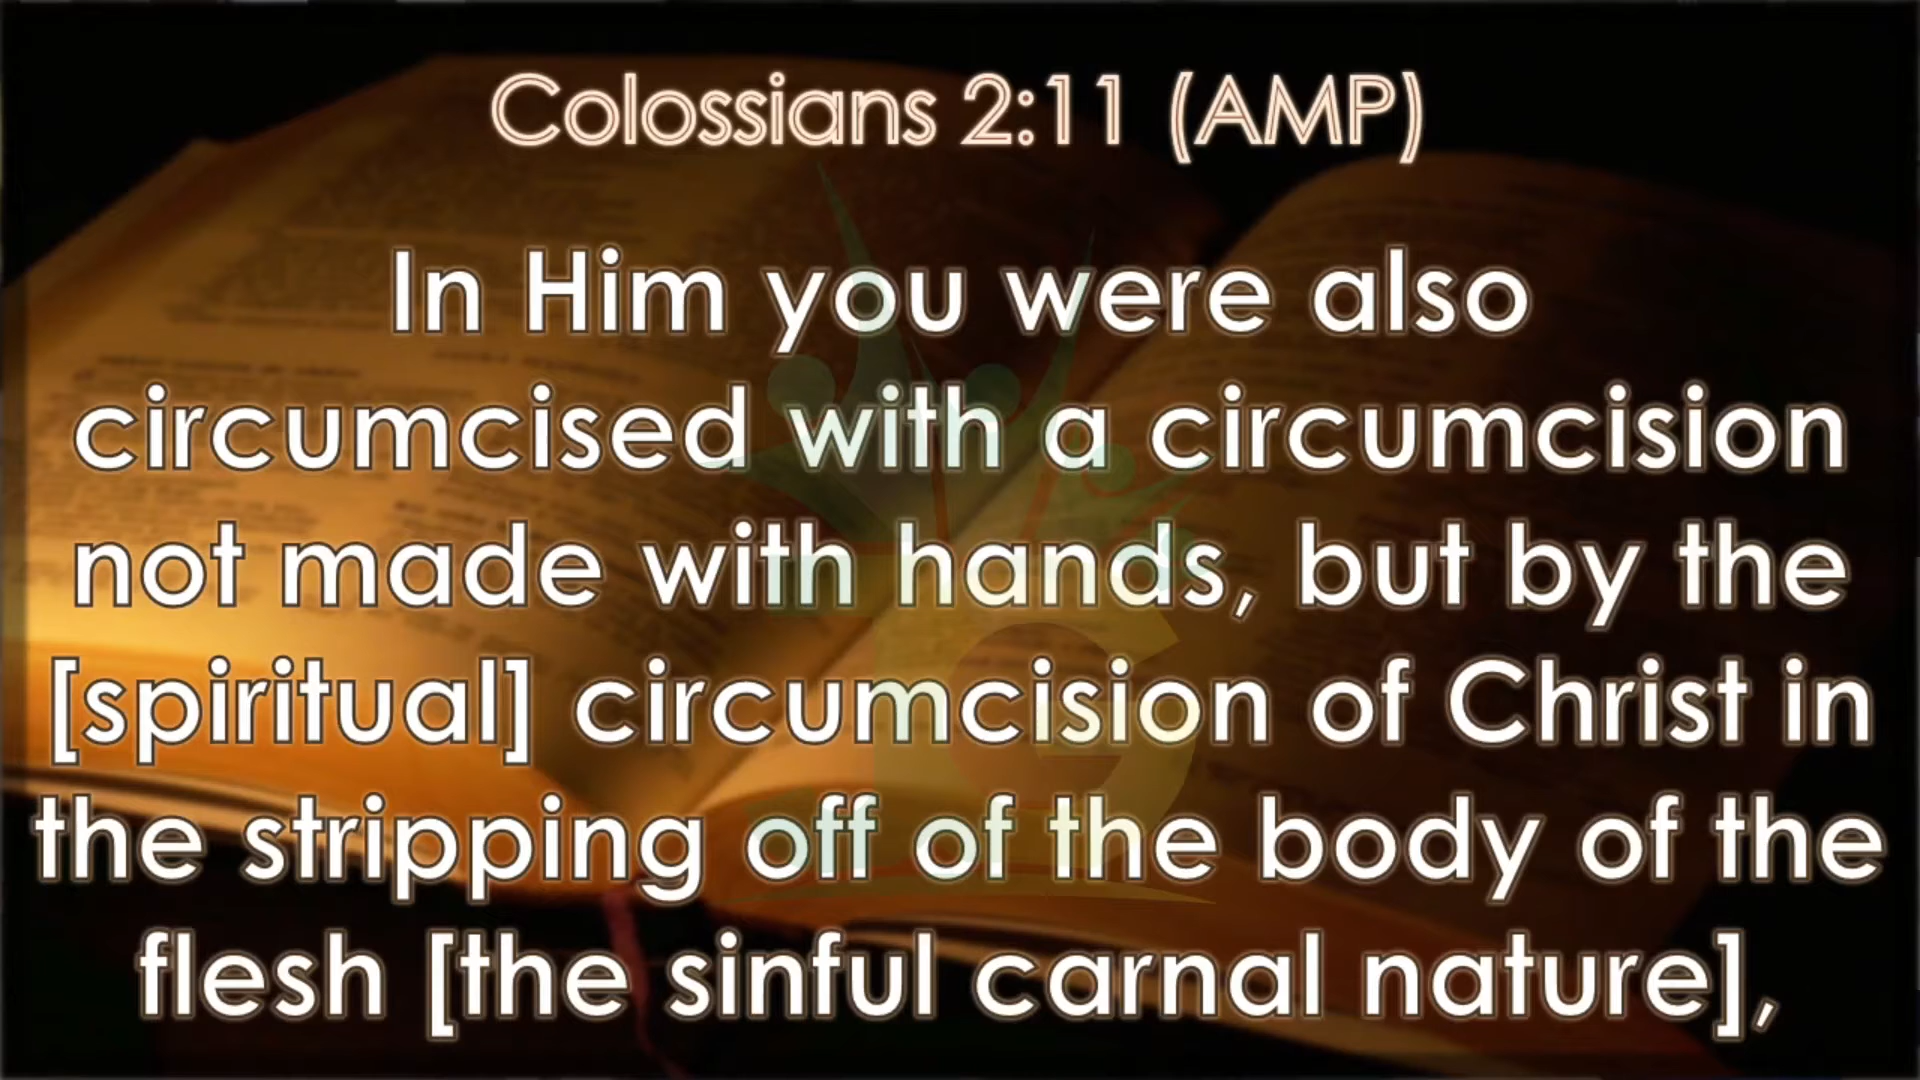 Colossians 2:11 (AMP)
In Him you were also
circumcised with a circumcision
not made with hands, but by the
[spiritual] circumcision of Christ in
the stripping off of the body of the
flesh [the sinful carnal nature],